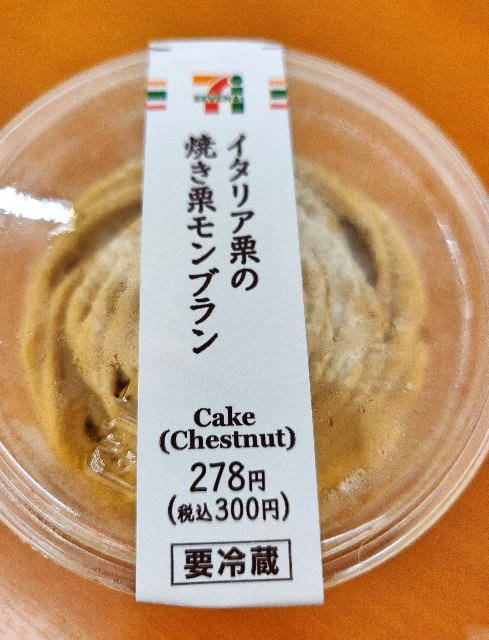 イタリア栗の
焼き栗モンブラン
Cake
(Chestnut)
278円
(税込300円)
要冷蔵